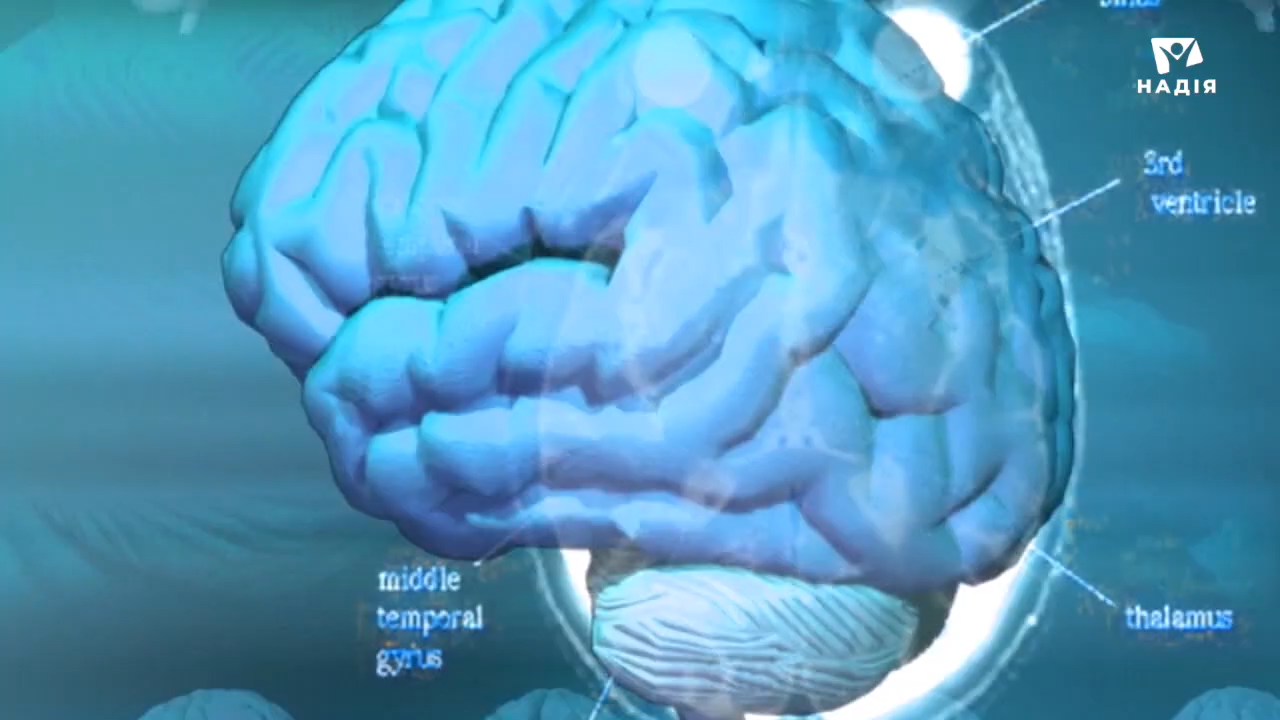 НАДІЯ
3rd
ventricle
middle
temporal
gyrus
thalamus